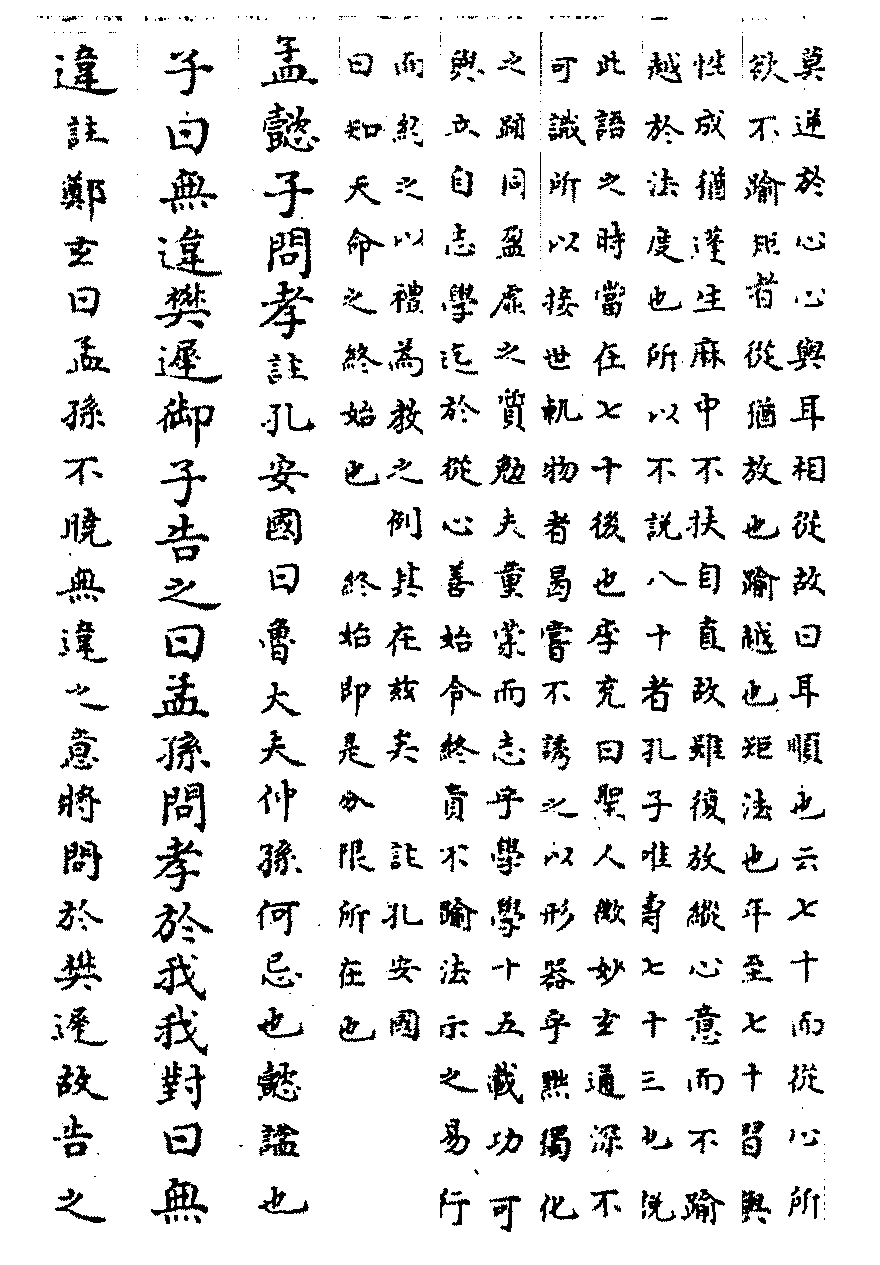 莫逆於心心與耳相從故曰耳順也云七十而從心所
欲不踰矩者從猶放也踰越也矩法也年至七十習與
性成猶蓬生麻中不扶自直故雖復放縱心意而不踰
越於法度也所以不説八十者孔子唯壽七十三也説
此語之時當在七十後也李充曰聖人微妙玄通深不
可識所以接世軌物者曷嘗不誘之以形器乎黙獨化
之跡同盈虚之質勉夫童蒙而志乎學學十五載功可
與立自志學迄於從心善始令終貴不踰法示之易行
而約之以禮為教之例其在兹矣 註孔安國
曰知天命之終始也 終始即是分限所在也
孟懿子問孝註孔安國曰魯大夫仲孫何忌也懿謚也
子曰無違樊遲御子告之曰孟孫問孝於我我對曰無
違註鄭玄曰孟孫不曉無違之意將問於樊遲故告之